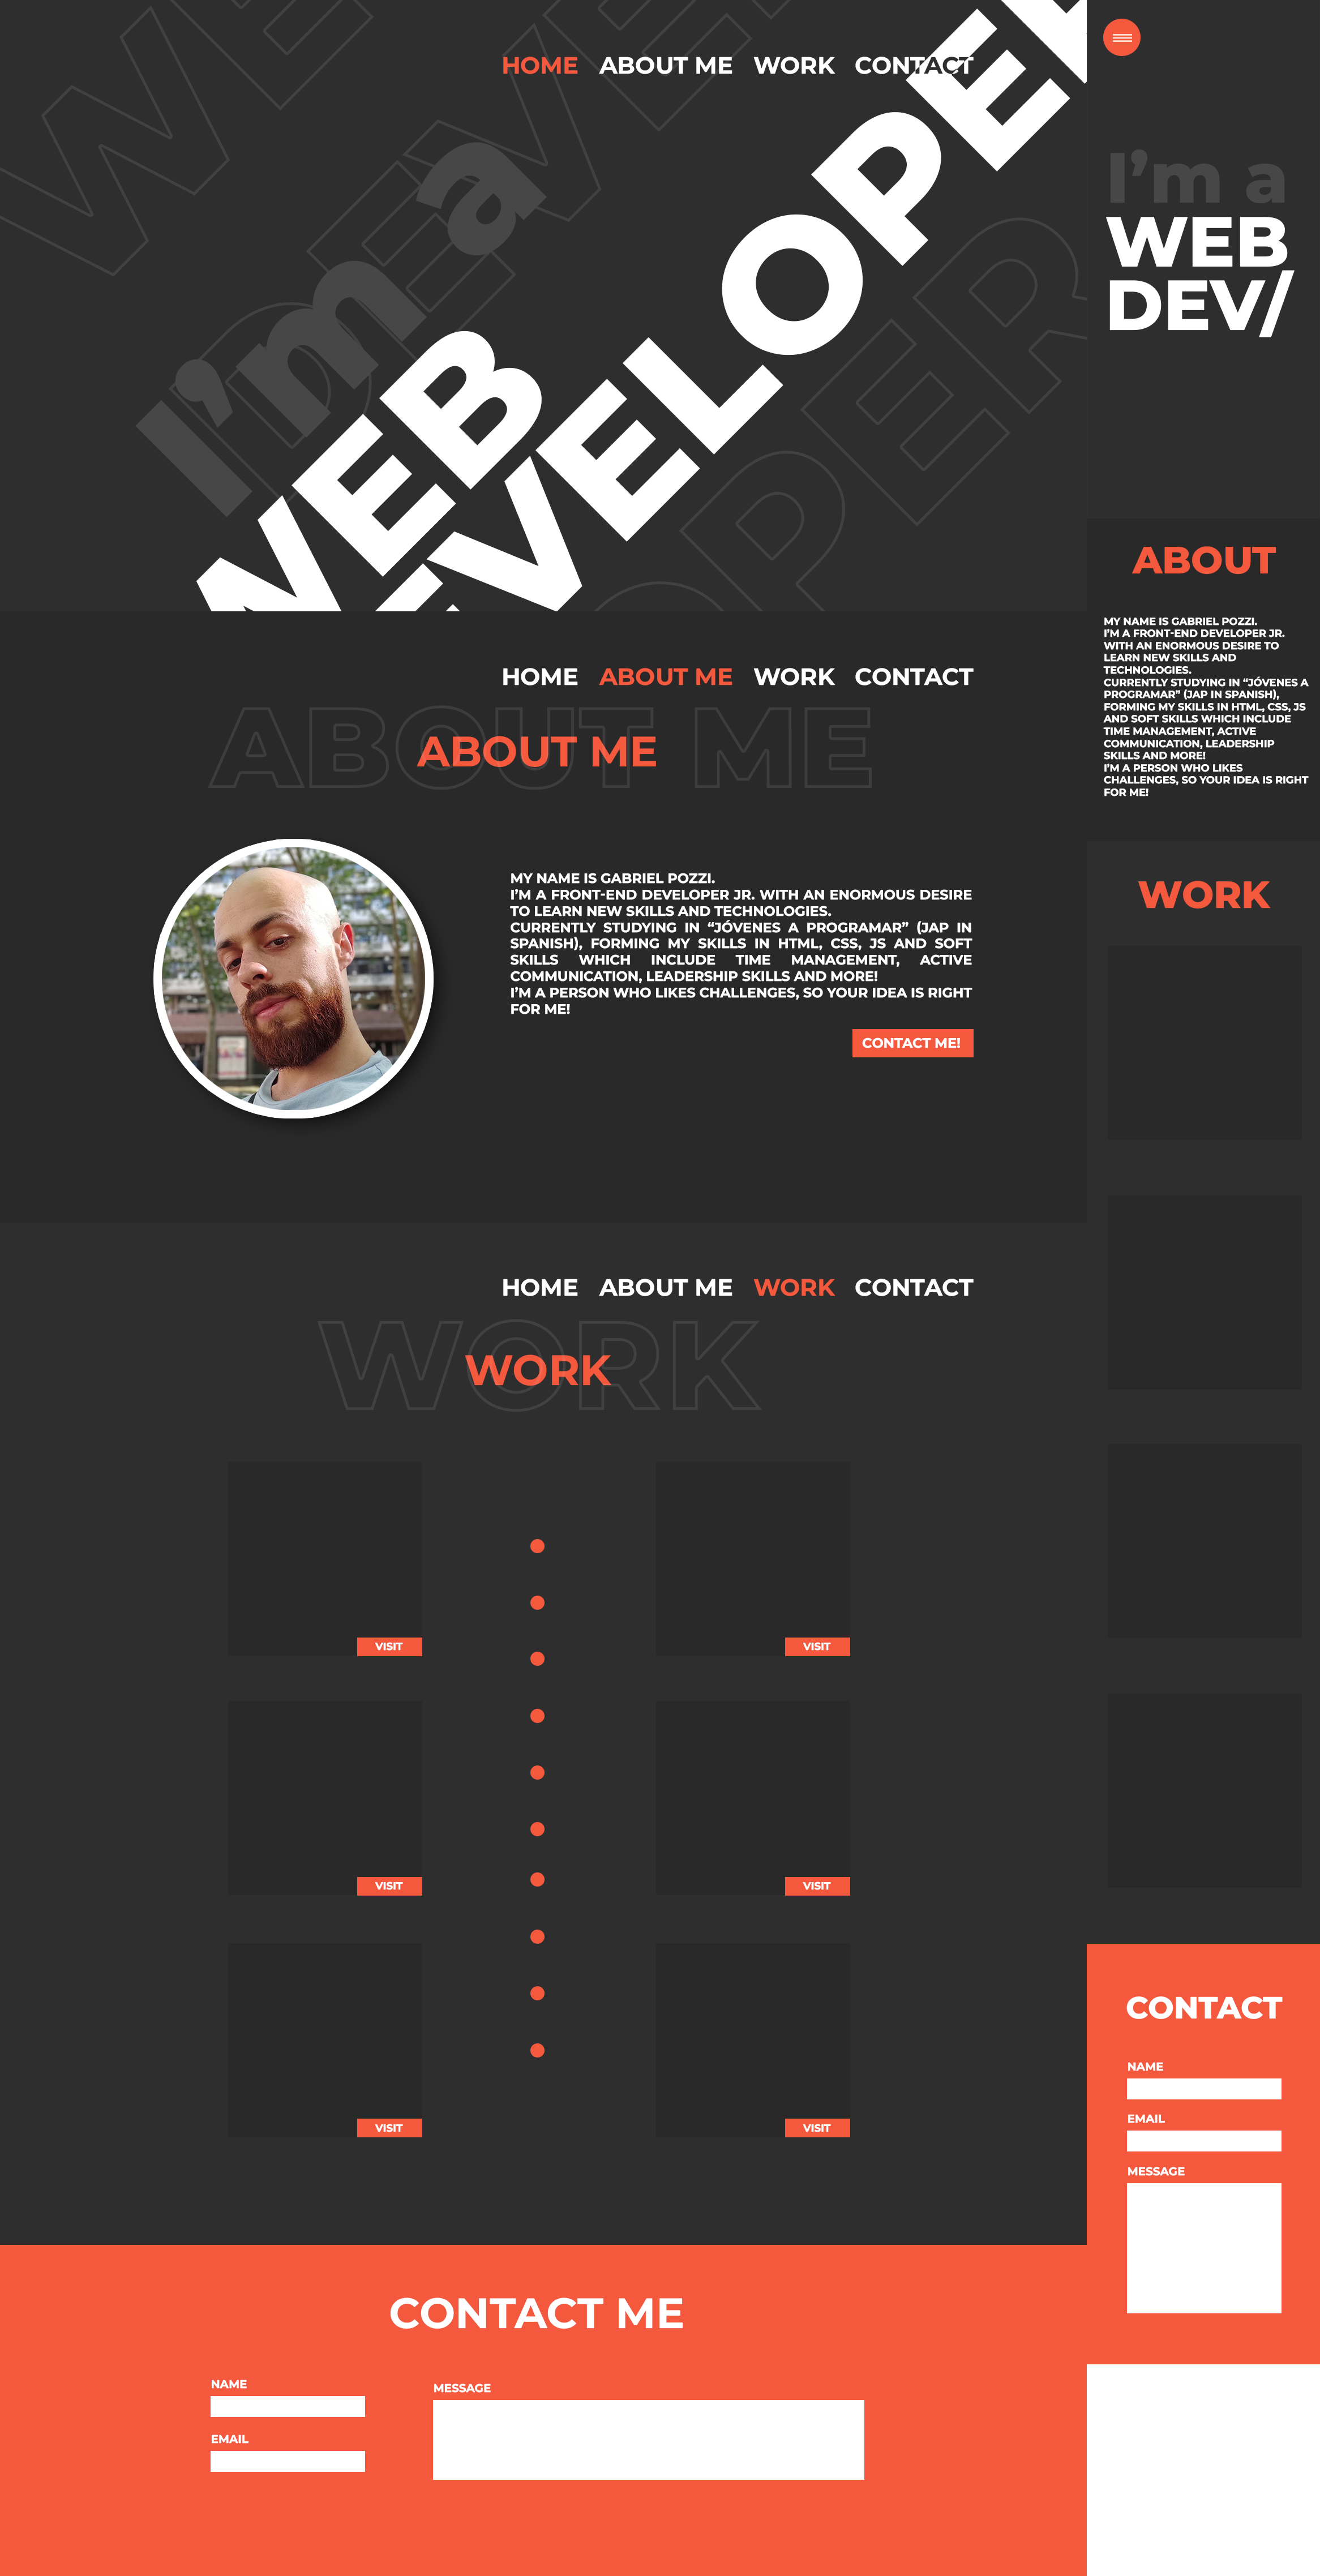 HOME ABOUT ME WORK CONTACT
I'm a
WEB
DEVELOPER
HOME ABOUT ME WORK CONTACT
ABOUT ME
ABOUT ME
MY NAME IS GABRIEL POZZI.
I'M A FRONT-END DEVELOPER JR. WITH AN ENORMOUS DESIRE
TO LEARN NEW SKILLS AND TECHNOLOGIES.
CURRENTLY STUDYING IN “JÓVENES A PROGRAMAR” (JAP IN
SPANISH), FORMING MY SKILLS IN HTML, CSS, JS AND SOFT
SKILLS WHICH INCLUDE TIME MANAGEMENT, ACTIVE
COMMUNICATION, LEADERSHIP SKILLS AND MORE!
I'M A PERSON WHO LIKES CHALLENGES, SO YOUR IDEA IS RIGHT
FOR ME!
CONTACT ME!
HOME ABOUT ME WORK CONTACT
WORK
WORK
VISIT
VISIT
VISIT
VISIT
VISIT
VISIT
CONTACT ME
NAME
EMAIL
MESSAGE
I'm a
WEB
DEV/
ABOUT
MY NAME IS GABRIEL POZZI.
I'M A FRONT-END DEVELOPER JR.
WITH AN ENORMOUS DESIRE TO
LEARN NEW SKILLS AND
TECHNOLOGIES.
CURRENTLY STUDYING IN “JÓVENES A
PROGRAMAR” (JAP IN SPANISH),
FORMING MY SKILLS IN HTML, CSS, JS
AND SOFT SKILLS WHICH INCLUDE
TIME MANAGEMENT, ACTIVE
COMMUNICATION, LEADERSHIP
SKILLS AND MORE!
I'M A PERSON WHO LIKES
CHALLENGES, SO YOUR IDEA IS RIGHT
FOR ME!
WORK
CONTACT
NAME
EMAIL
MESSAGE